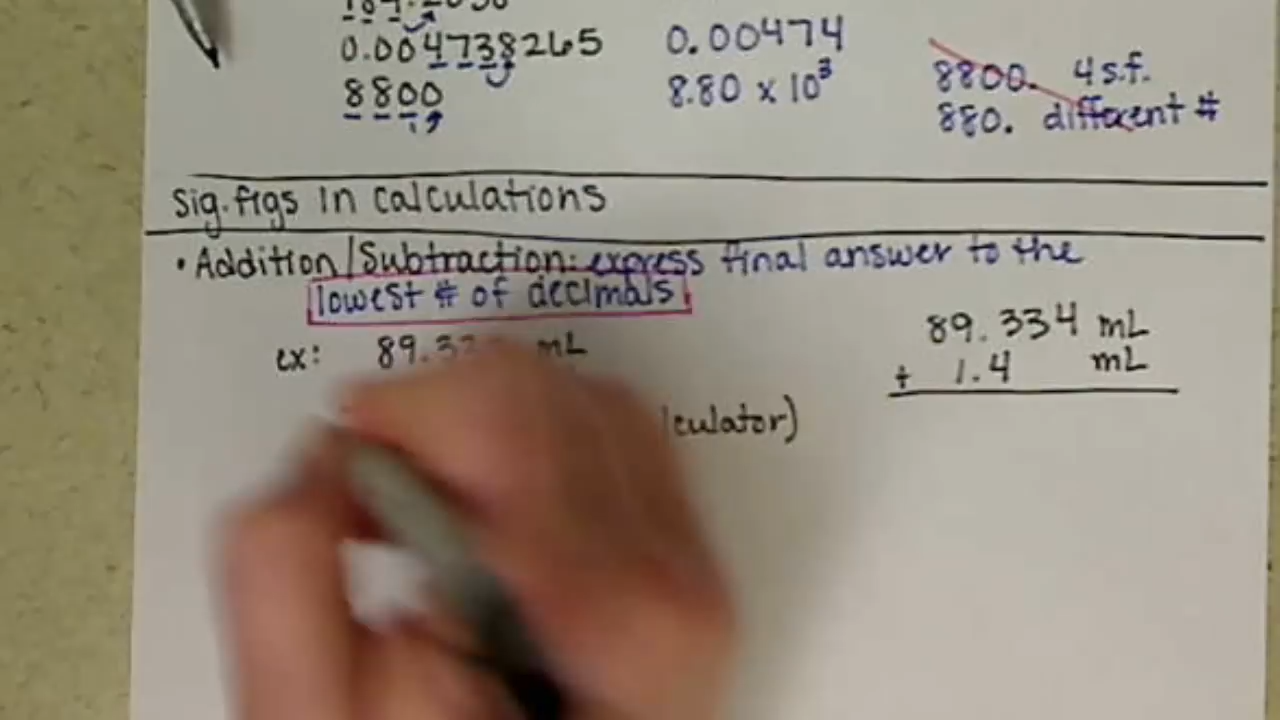 0.004738265 0.00474
8800 8.80 x 10³ 8800. 4 s.f.
880. different #
Sig. figs in calculations
• Addition/Subtraction: express final answer to the
lowest # of decimals
ex: mL
89.334 mL
+ 1.4 mL